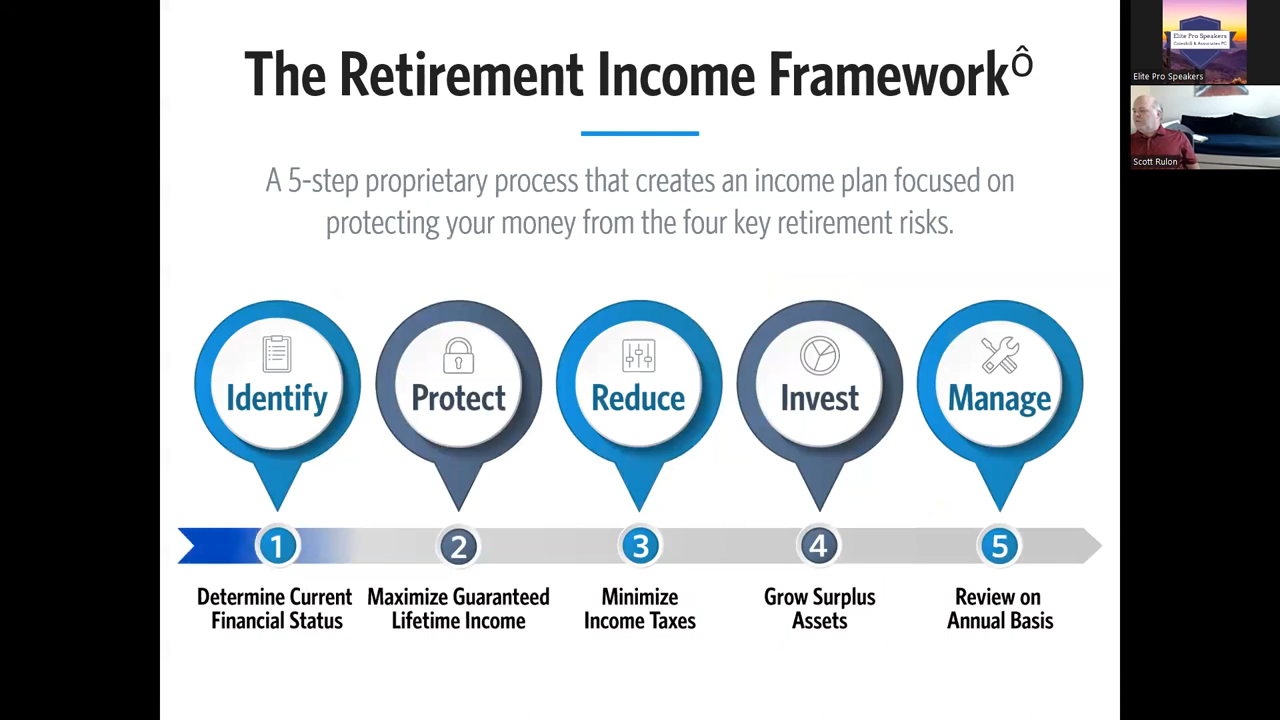 The Retirement Income FrameworkÔ
A 5-step proprietary process that creates an income plan focused on
protecting your money from the four key retirement risks.
Identify
Protect
Reduce
Invest
Manage
1
2
3
4
5
Determine Current
Financial Status
Maximize Guaranteed
Lifetime Income
Minimize
Income Taxes
Grow Surplus
Assets
Review on
Annual Basis
Elite Pro Speakers
Elite Pro Speakers
Scott Rulon